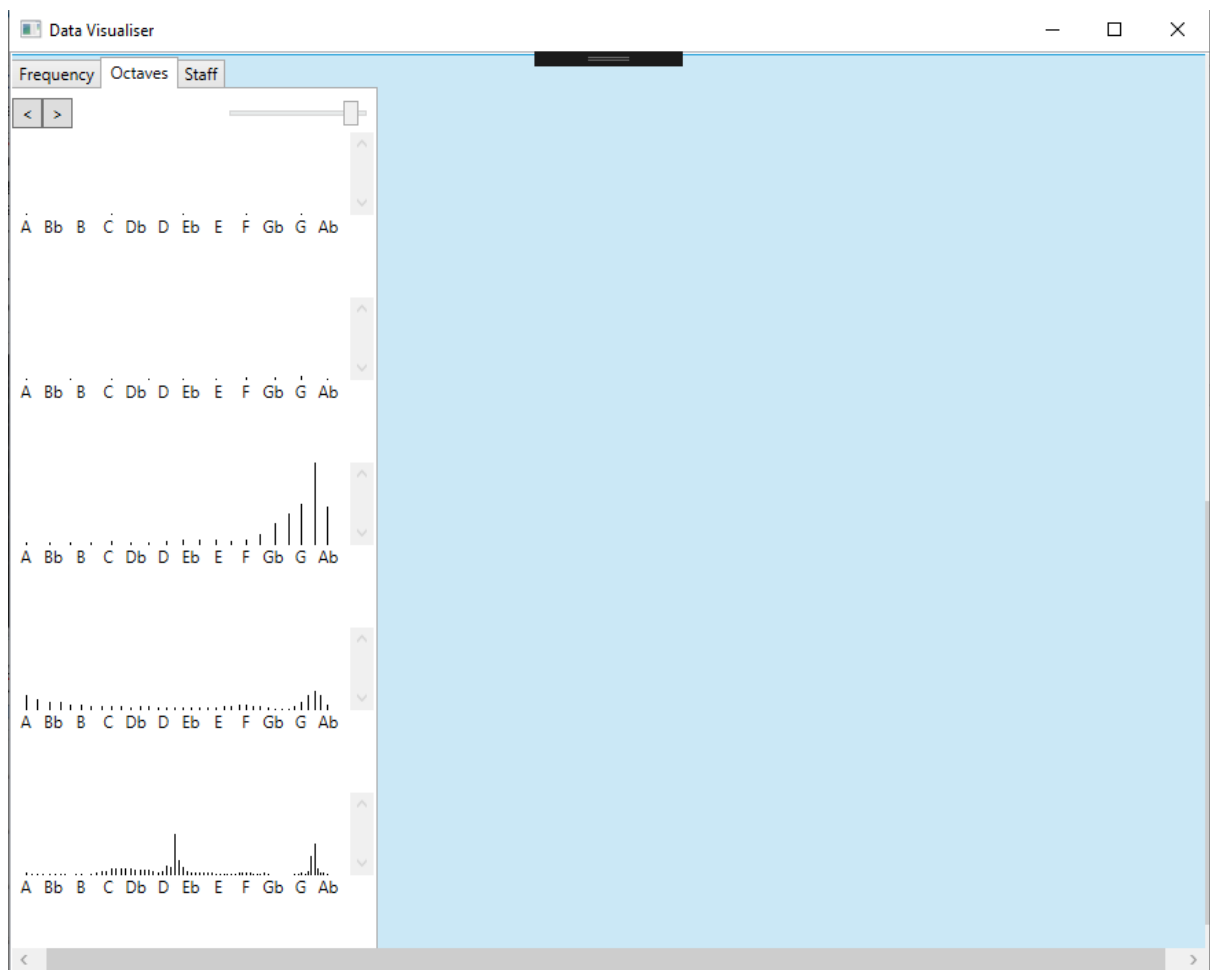 Data Visualiser
Frequency Octaves Staff
< >
A Bb B C Db D Eb E F Gb G Ab
A Bb B C Db D Eb E F Gb G Ab
A Bb B C Db D Eb E F Gb G Ab
A Bb B C Db D Eb E F Gb G Ab
A Bb B C Db D Eb E F Gb G Ab